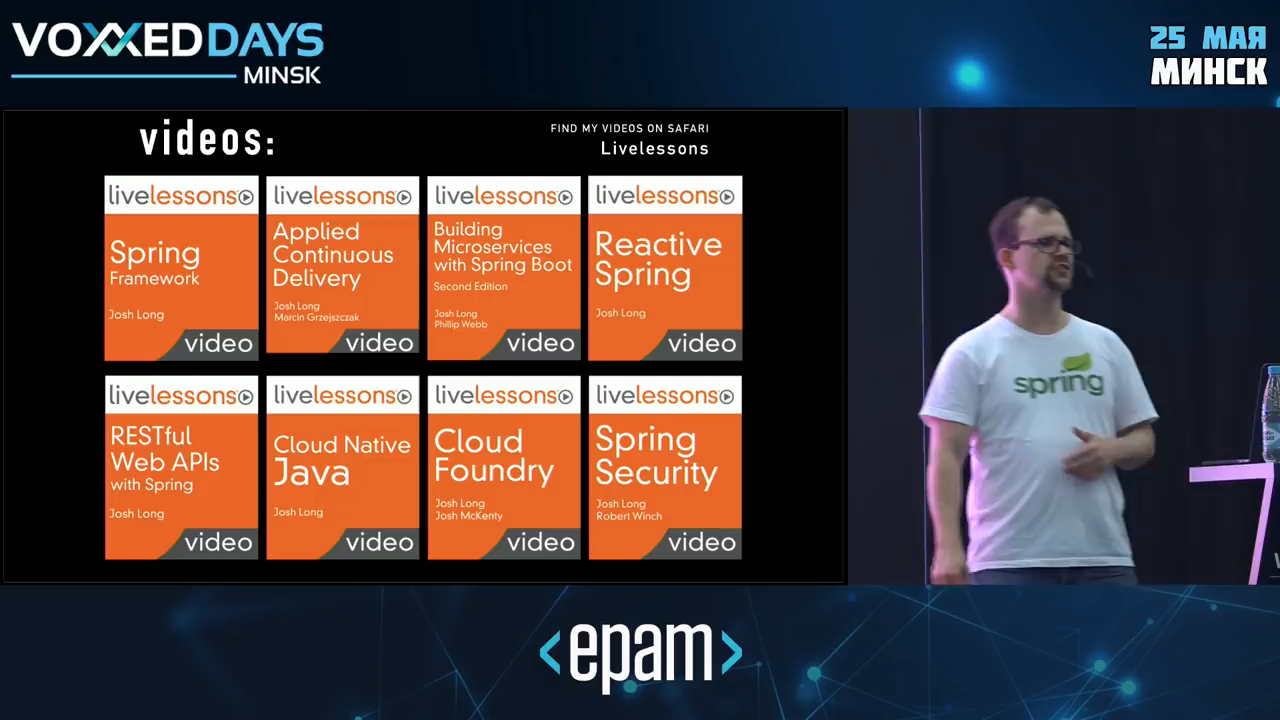 VOXXEDDAYS
MINSK
25 МАЯ
МИНСК
videos:
FIND MY VIDEOS ON SAFARI
Livelessons
livelessons
Spring
Framework
Josh Long
video
livelessons
Applied
Continuous
Delivery
Josh Long
Marcin Grzejszczak
video
livelessons
Building
Microservices
with Spring Boot
Second Edition
Josh Long
Phillip Webb
video
livelessons
Reactive
Spring
Josh Long
video
livelessons
RESTful
Web APIs
with Spring
Josh Long
video
livelessons
Cloud Native
Java
Josh Long
video
livelessons
Cloud
Foundry
Josh Long
Josh McKenty
video
livelessons
Spring
Security
Josh Long
Robert Winch
video
spring
<epam>